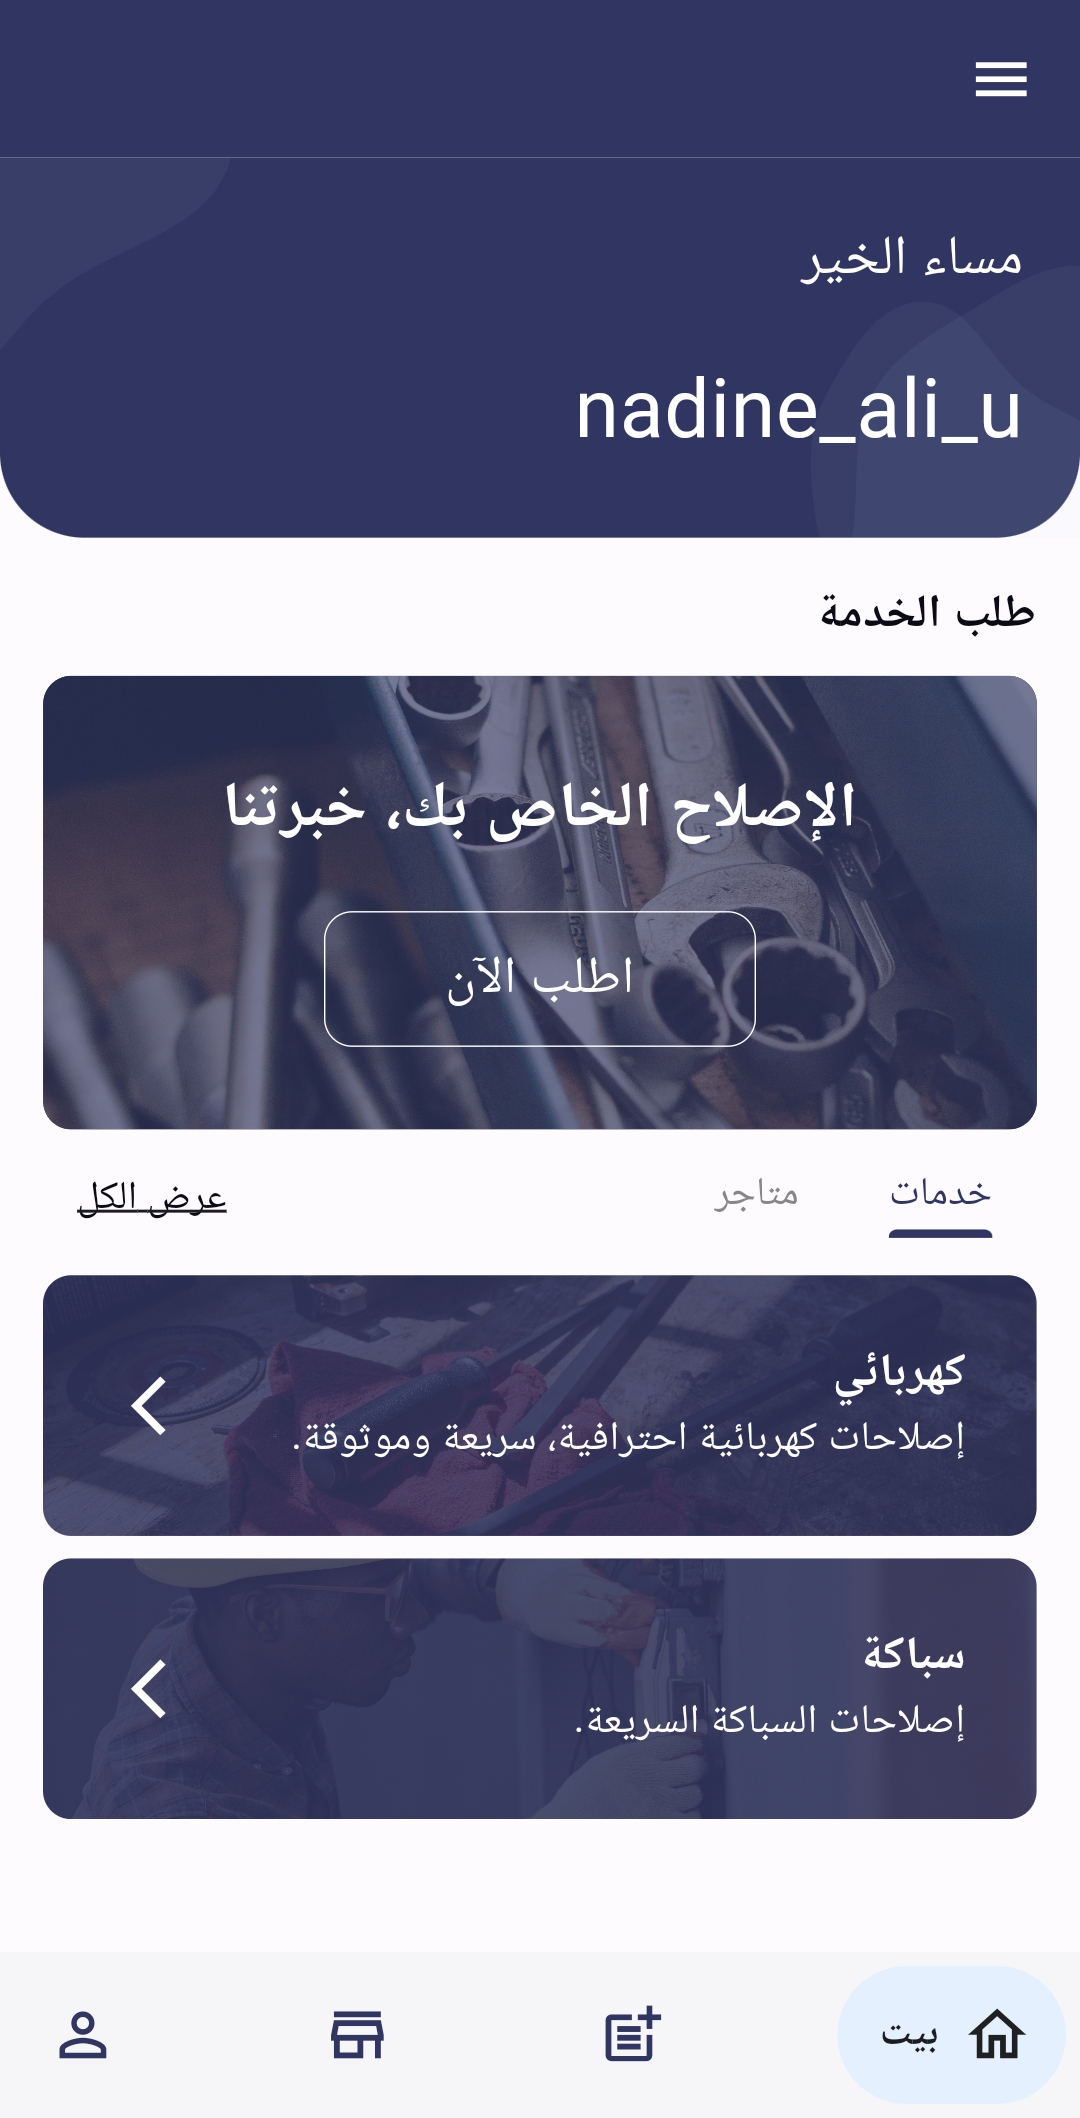 مساء الخير
nadine_ali_u
طلب الخدمة
الإصلاح الخاص بك، خبرتنا
اطلب الآن
خدمات
متاجر
عرض الكل
كهربائي
إصلاحات كهربائية احترافية، سريعة وموثوقة.
سباكة
إصلاحات السباكة السريعة.
بيت